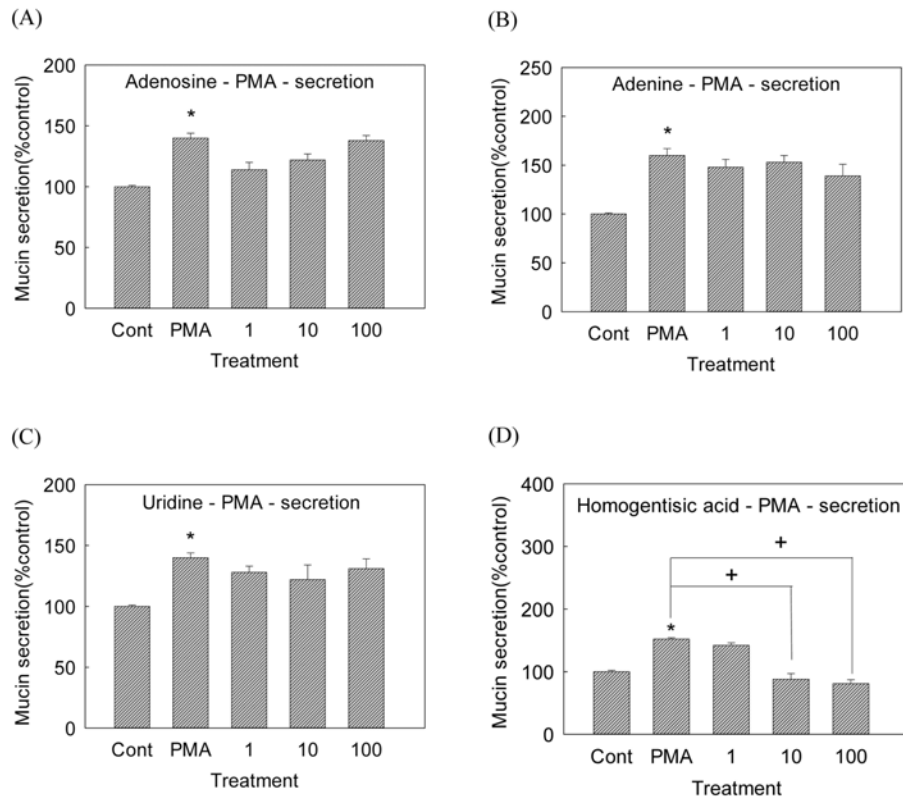 (A)
Adenosine - PMA - secretion
Mucin secretion(%control)
200
150
100
50
0
*
Cont PMA 1 10 100
Treatment
(B)
Adenine - PMA - secretion
Mucin secretion(%control)
250
200
150
100
50
0
*
Cont PMA 1 10 100
Treatment
(C)
Uridine - PMA - secretion
Mucin secretion(%control)
200
150
100
50
0
*
Cont PMA 1 10 100
Treatment
(D)
Homogentisic acid - PMA - secretion
Mucin secretion(%control)
400
300
200
100
0
+
+
*
Cont PMA 1 10 100
Treatment